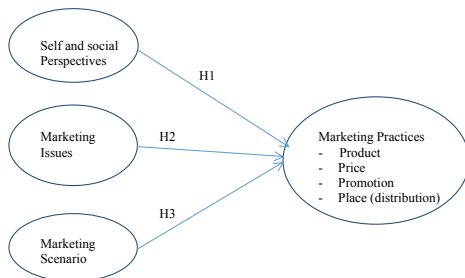 Self and social
Perspectives
H1
Marketing
Issues
H2
Marketing Practices
- Product
- Price
- Promotion
- Place (distribution)
H3
Marketing
Scenario